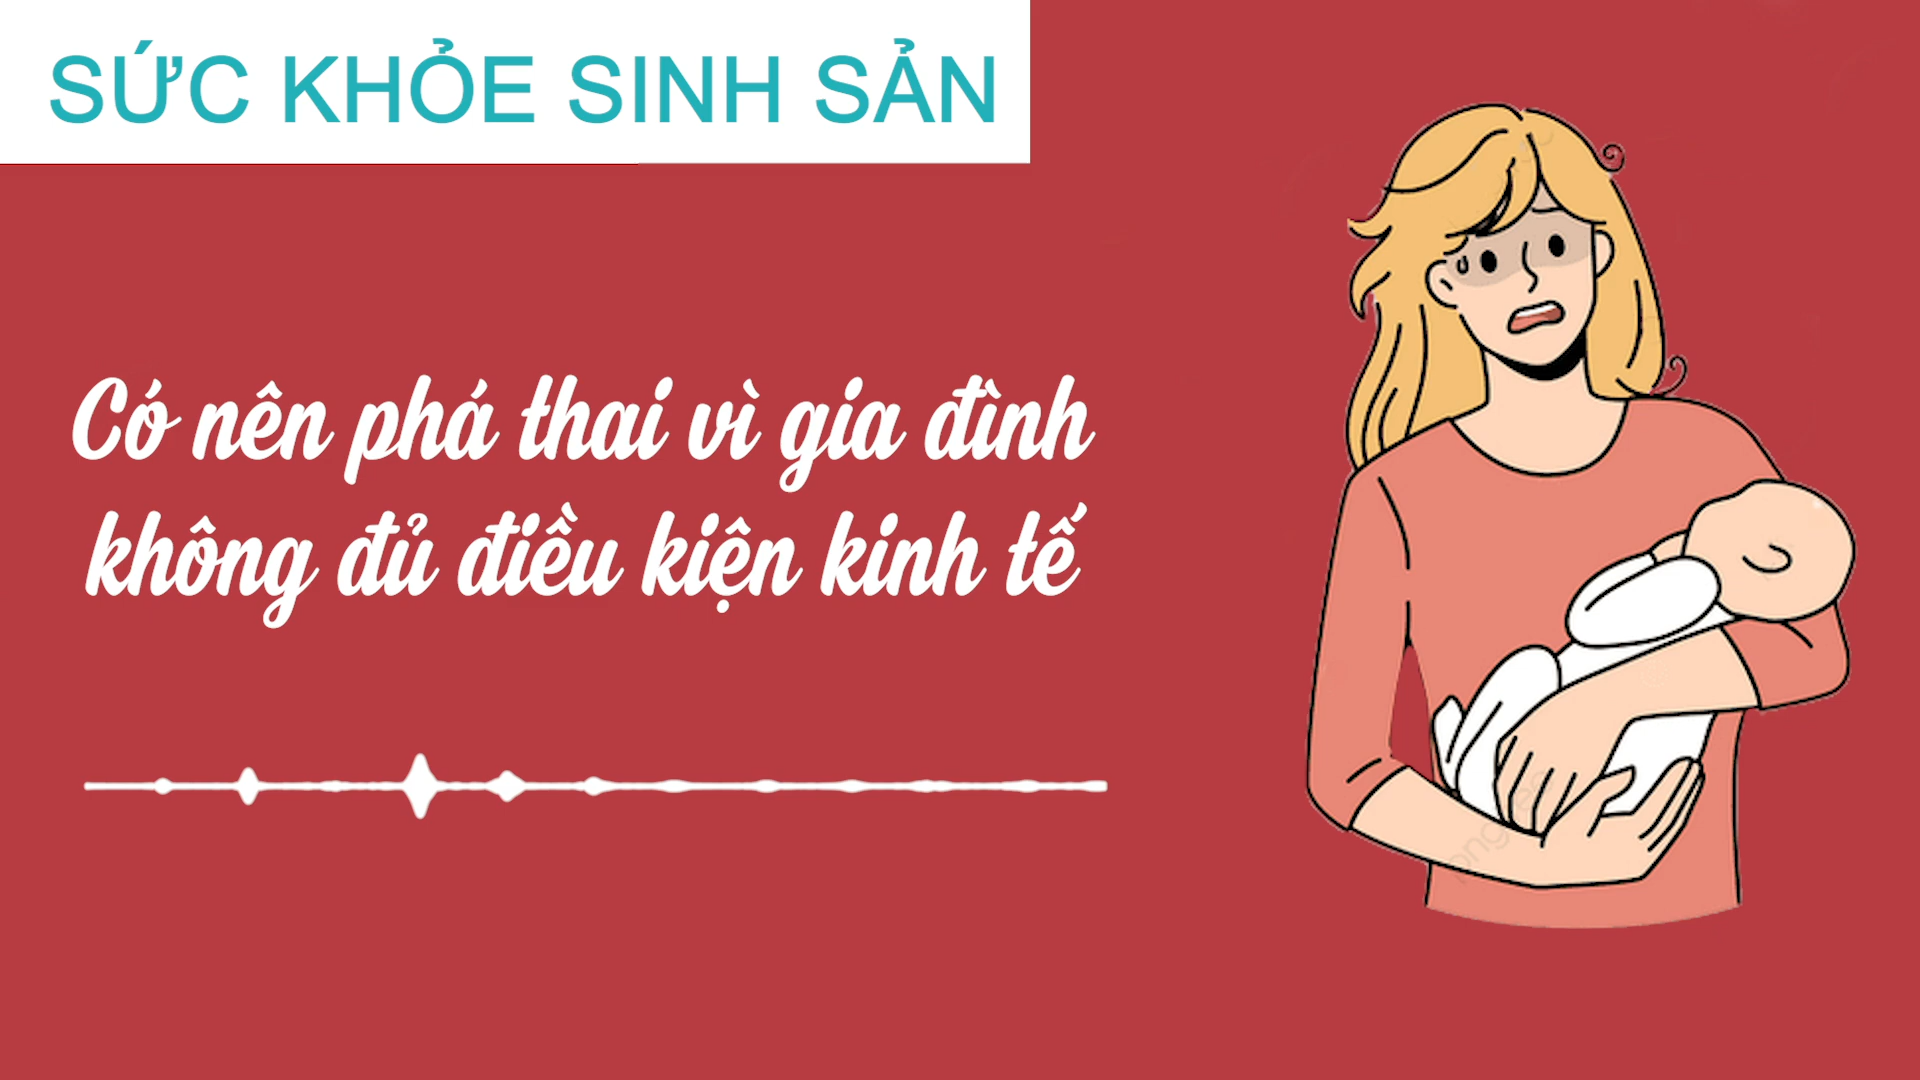 SỨC KHỎE SINH SẢN
Có nên phá thai vì gia đình
không đủ điều kiện kinh tế